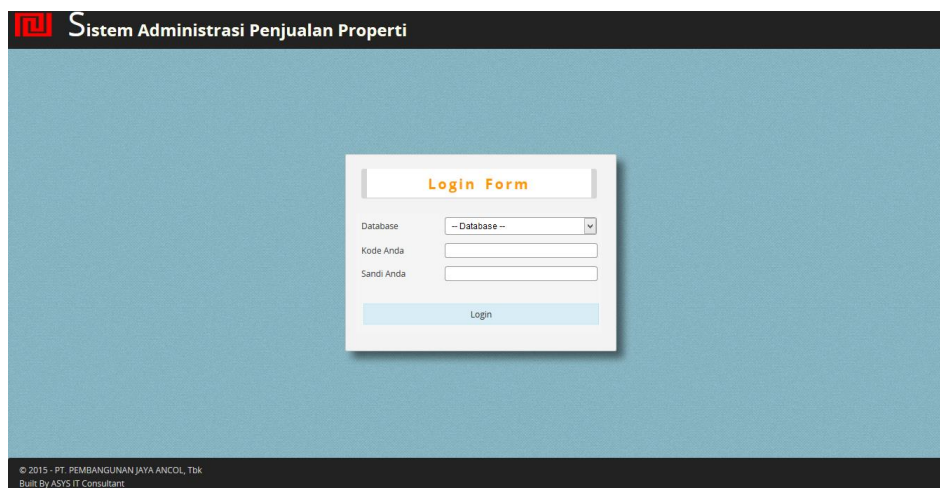 Sistem Administrasi Penjualan Properti
Login Form
Database
-- Database --
Kode Anda
Sandi Anda
Login
© 2015 - PT. PEMBANGUNAN JAYA ANCOL, Tbk
Built By ASYS IT Consultant